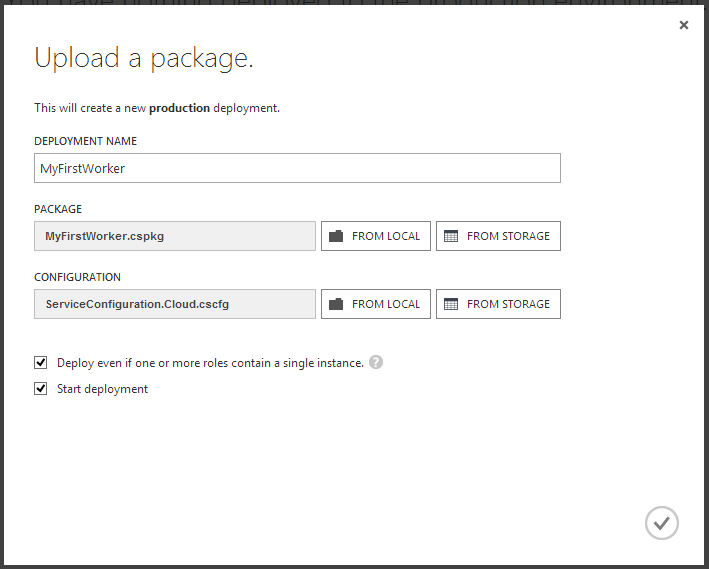 Upload a package.
This will create a new production deployment.
DEPLOYMENT NAME
MyFirstWorker
PACKAGE
MyFirstWorker.cspkg FROM LOCAL FROM STORAGE
CONFIGURATION
ServiceConfiguration.Cloud.cscfg FROM LOCAL FROM STORAGE
Deploy even if one or more roles contain a single instance. ?
Start deployment